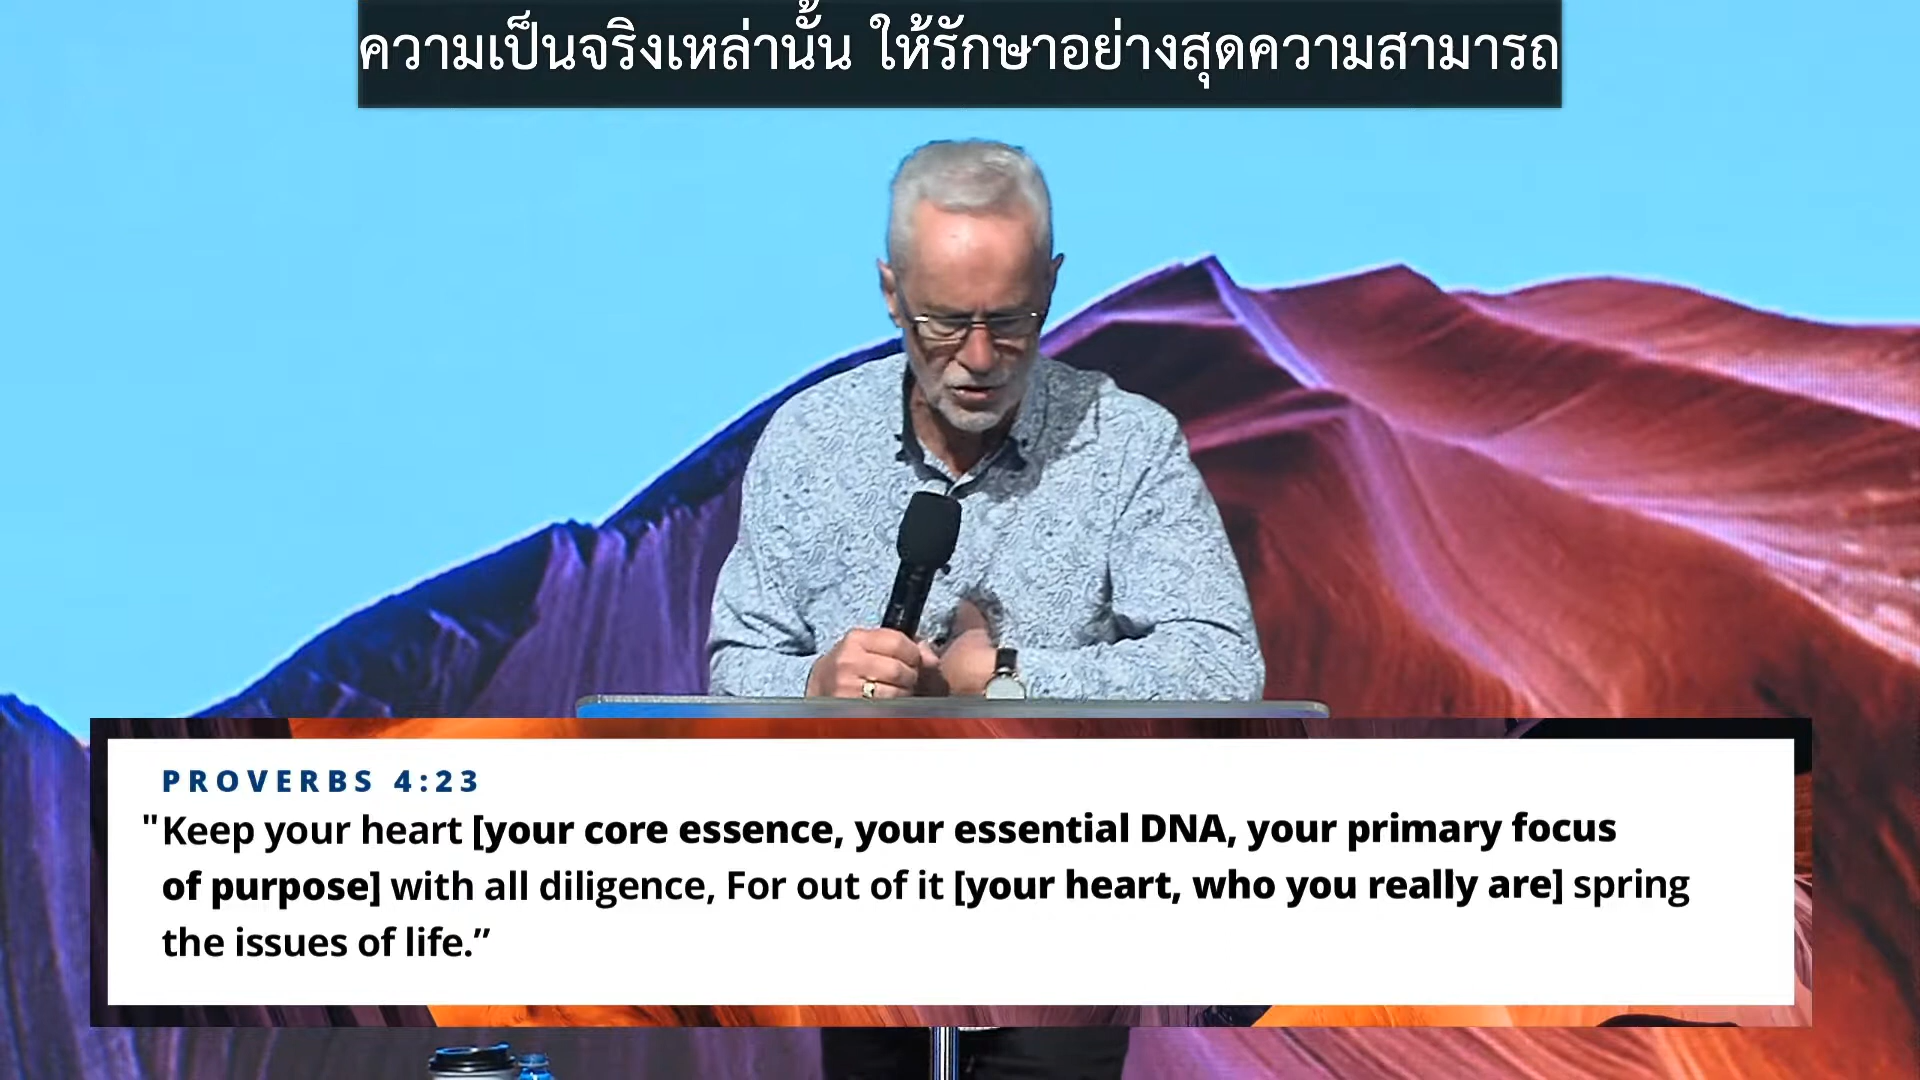 ความเป็นจริงเหล่านั้น ให้รักษาอย่างสุดความสามารถ
PROVERBS 4:23
"Keep your heart [your core essence, your essential DNA, your primary focus
of purpose] with all diligence, For out of it [your heart, who you really are] spring
the issues of life.”